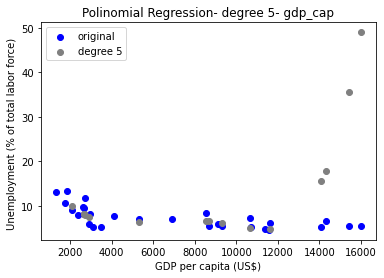 Polinomial Regression- degree 5- gdp_cap
original
degree 5
Unemployment (% of total labor force)
50
40
30
20
10
2000 4000 6000 8000 10000 12000 14000 16000
GDP per capita (US$)